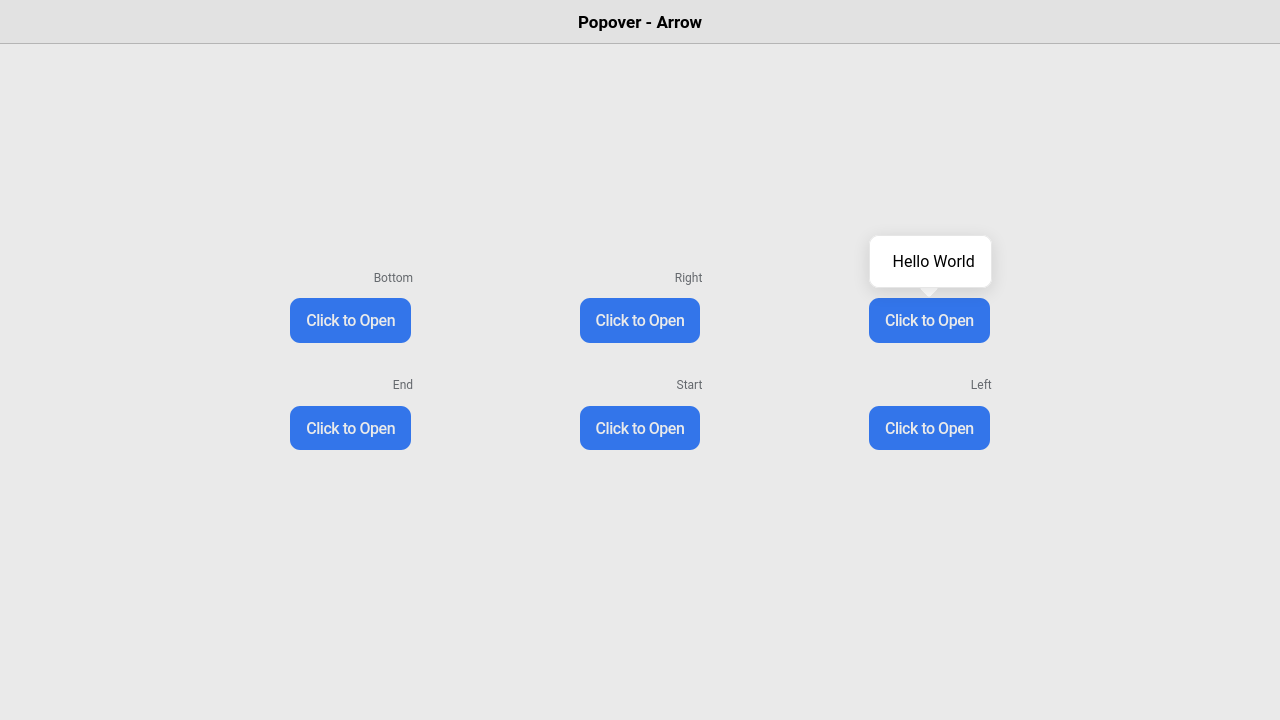 Popover - Arrow
Bottom
Click to Open
Right
Click to Open
Hello World
Click to Open
End
Click to Open
Start
Click to Open
Left
Click to Open